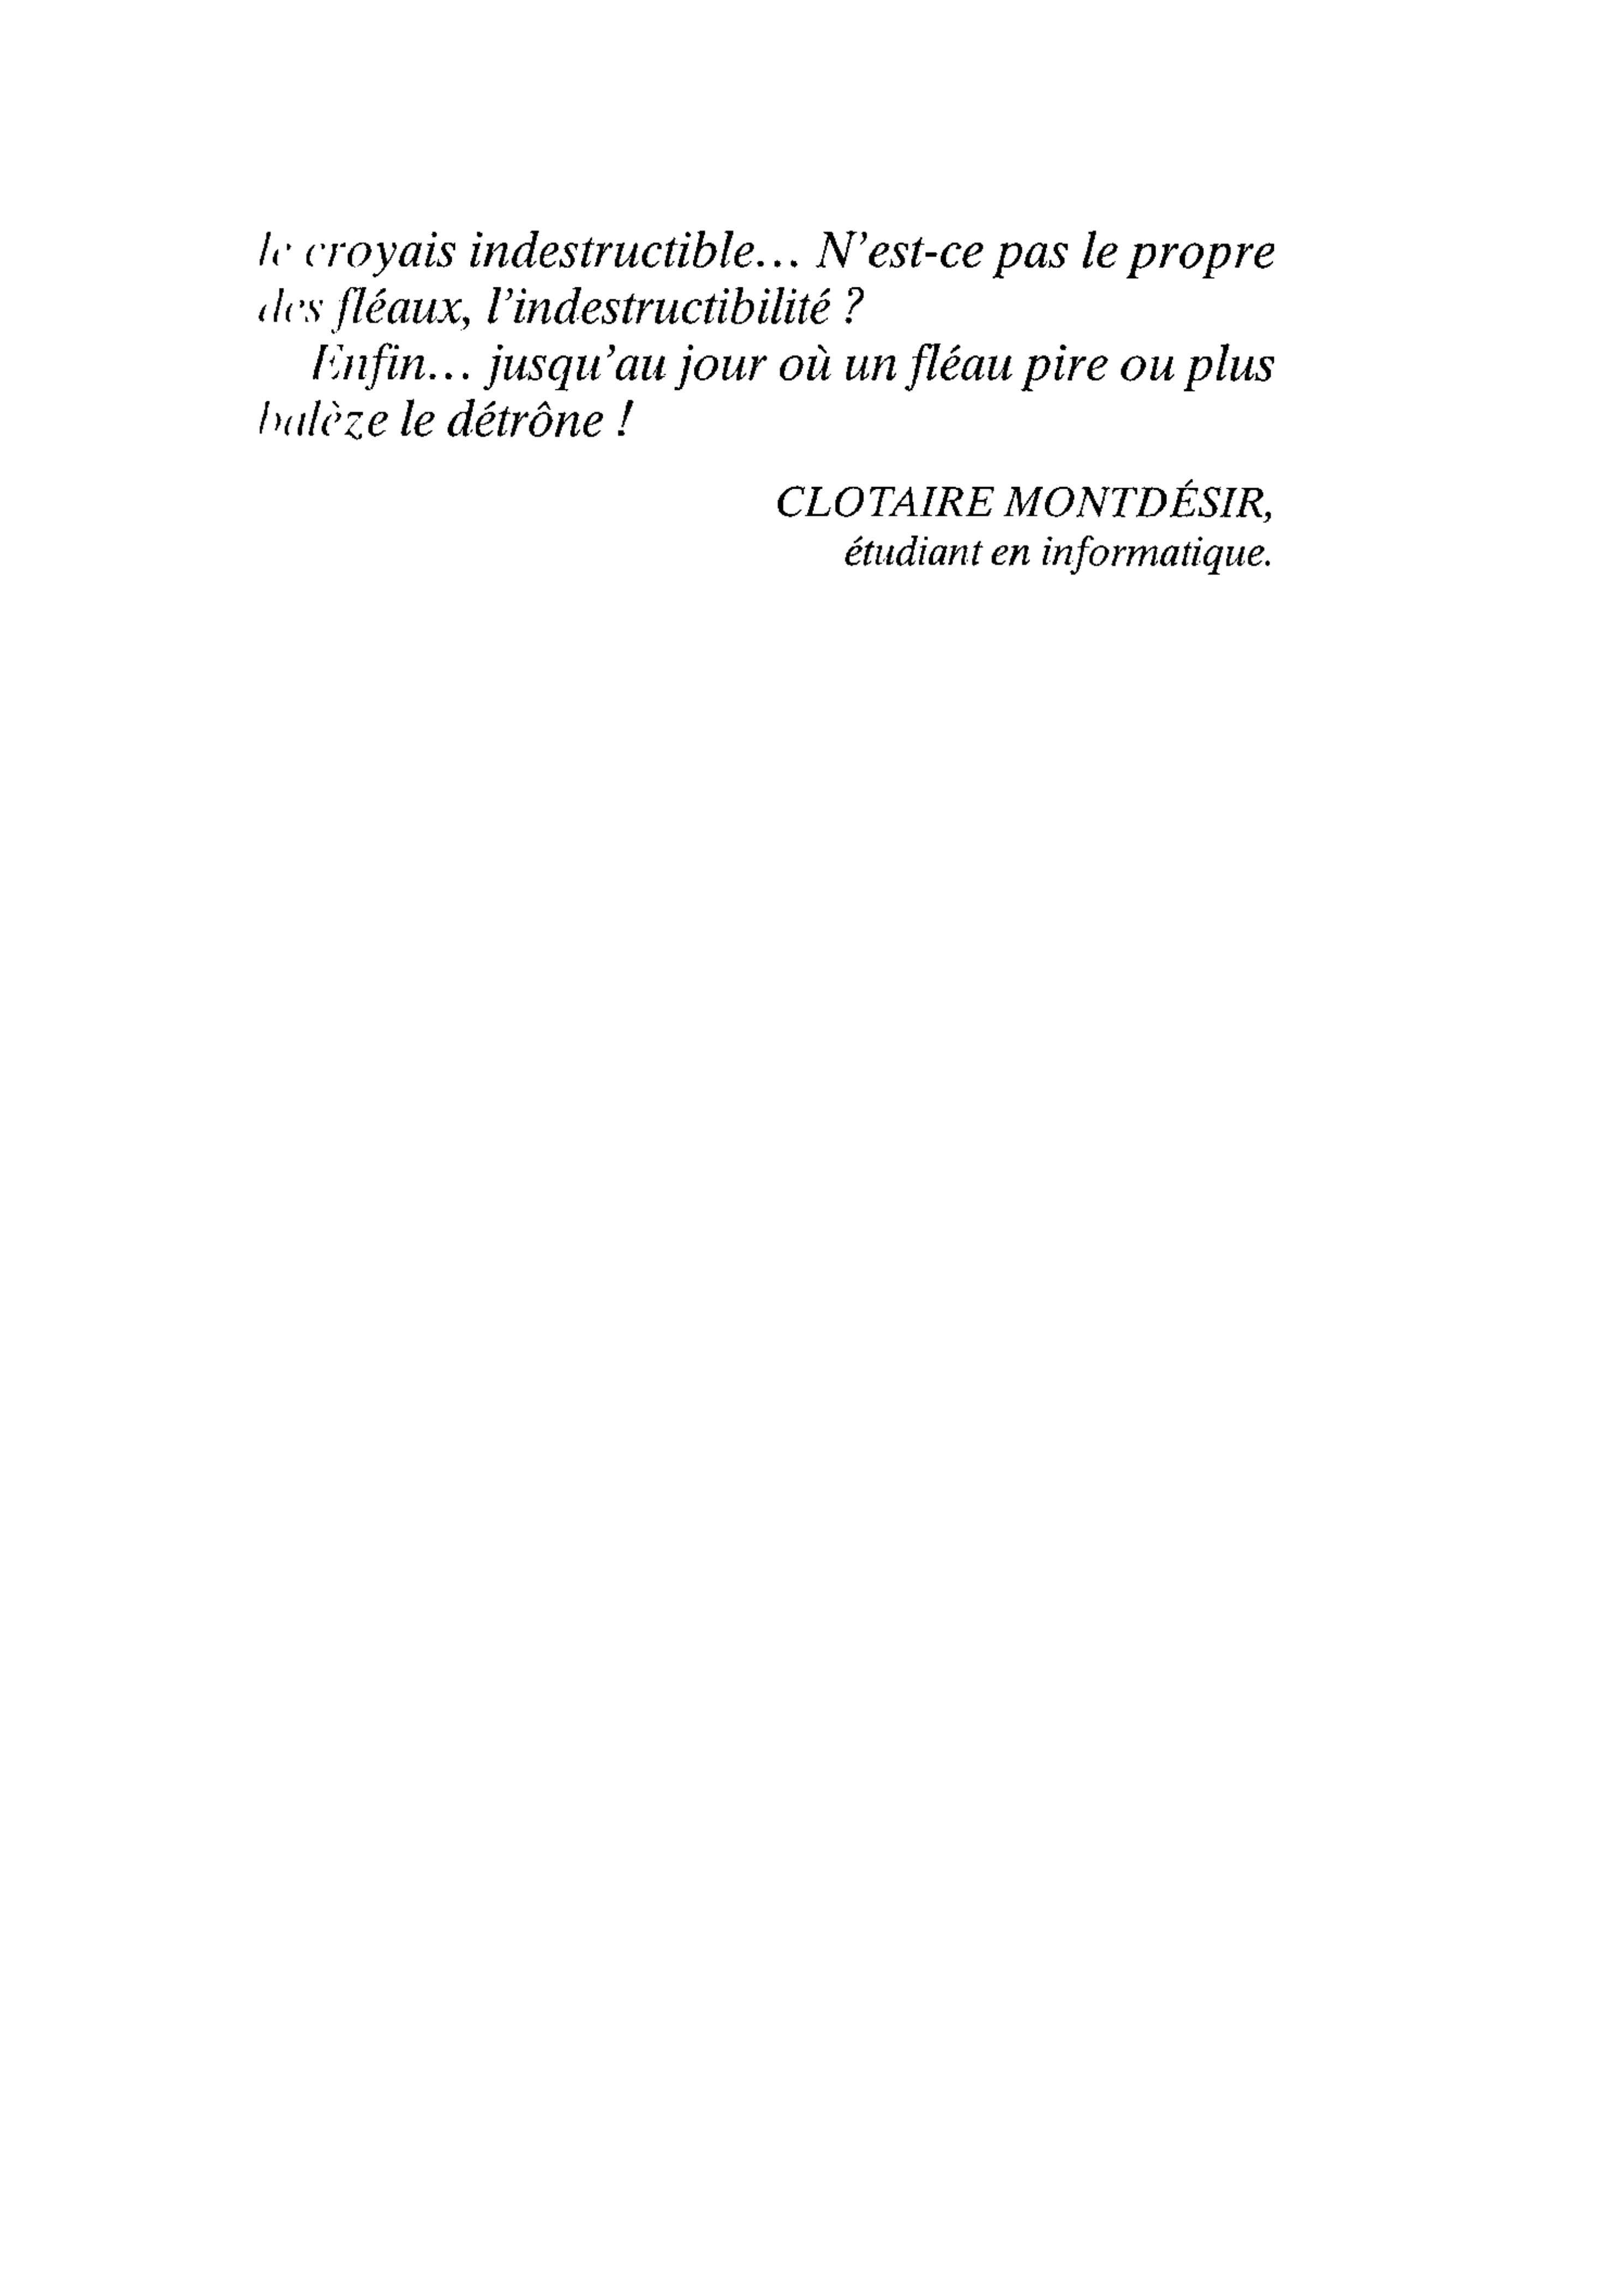 le croyais indestructible... N'est-ce pas le propre
des fléaux, l'indestructibilité ?
Enfin... jusqu'au jour où un fléau pire ou plus
balèze le détrône !
CLOTAIRE MONTDÉSIR,
étudiant en informatique.